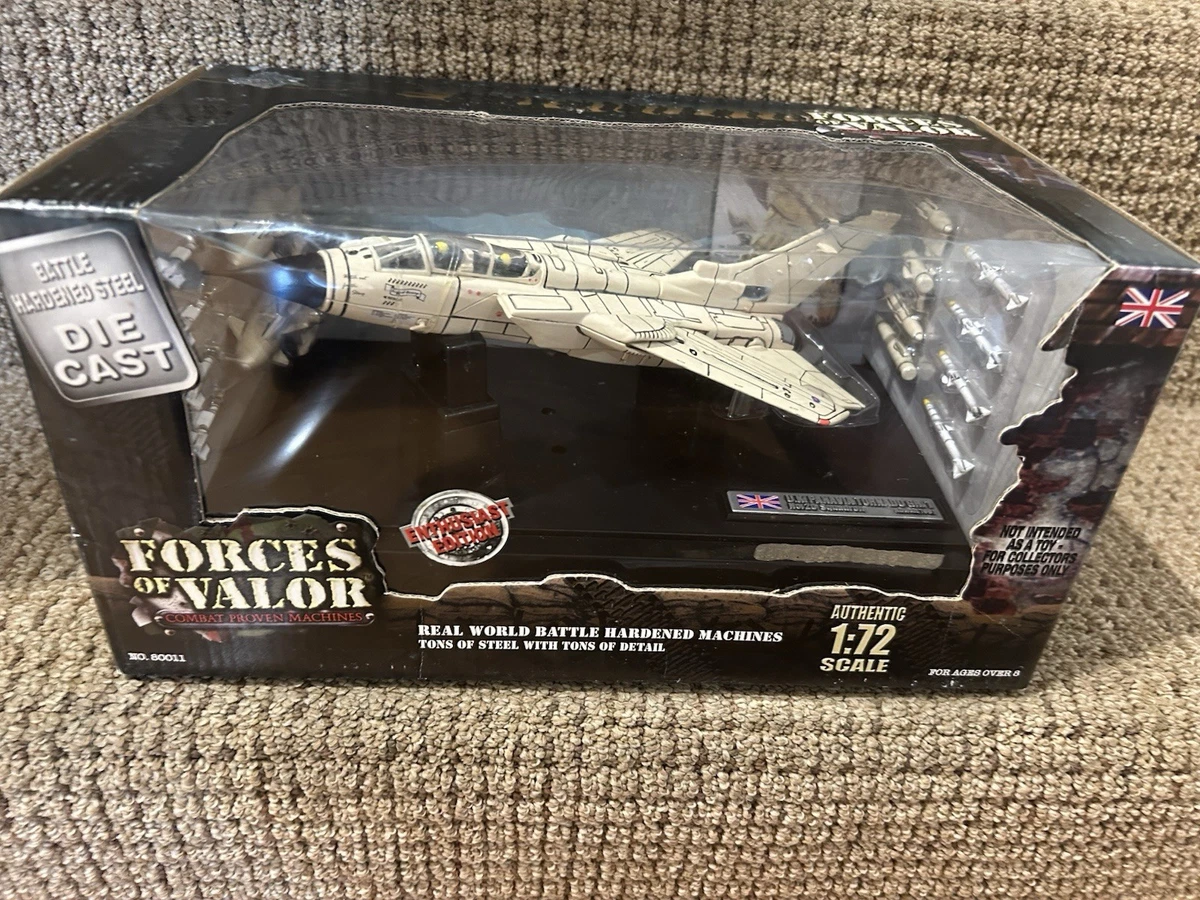 FORCES
OF VALOR
BATTLE
HARDENED STEEL
DIE
CAST
ENTHUSIAST
EDITION!
U.K. PANAVIA TORNADO
FORCES
OF VALOR
COMBAT PROVEN MACHINES
NO. 80011
REAL WORLD BATTLE HARDENED MACHINES
TONS OF STEEL WITH TONS OF DETAIL
AUTHENTIC
1:72
SCALE
NOT INTENDED
AS A TOY -
FOR COLLECTORS
PURPOSES ONLY
FOR AGES OVER 8